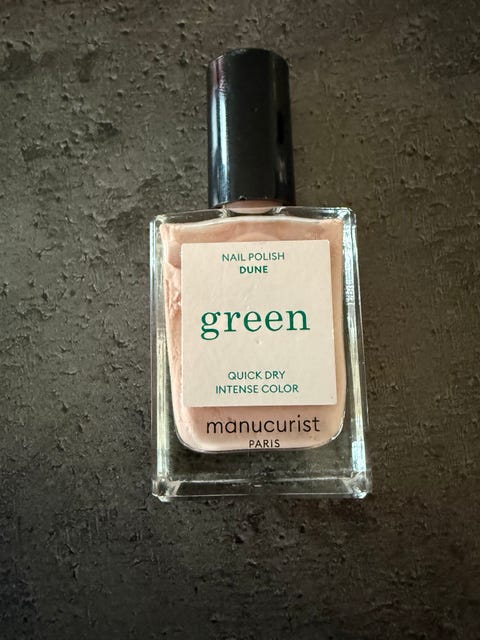 NAIL POLISH
DUNE
green
QUICK DRY
INTENSE COLOR
manucurist
PARIS